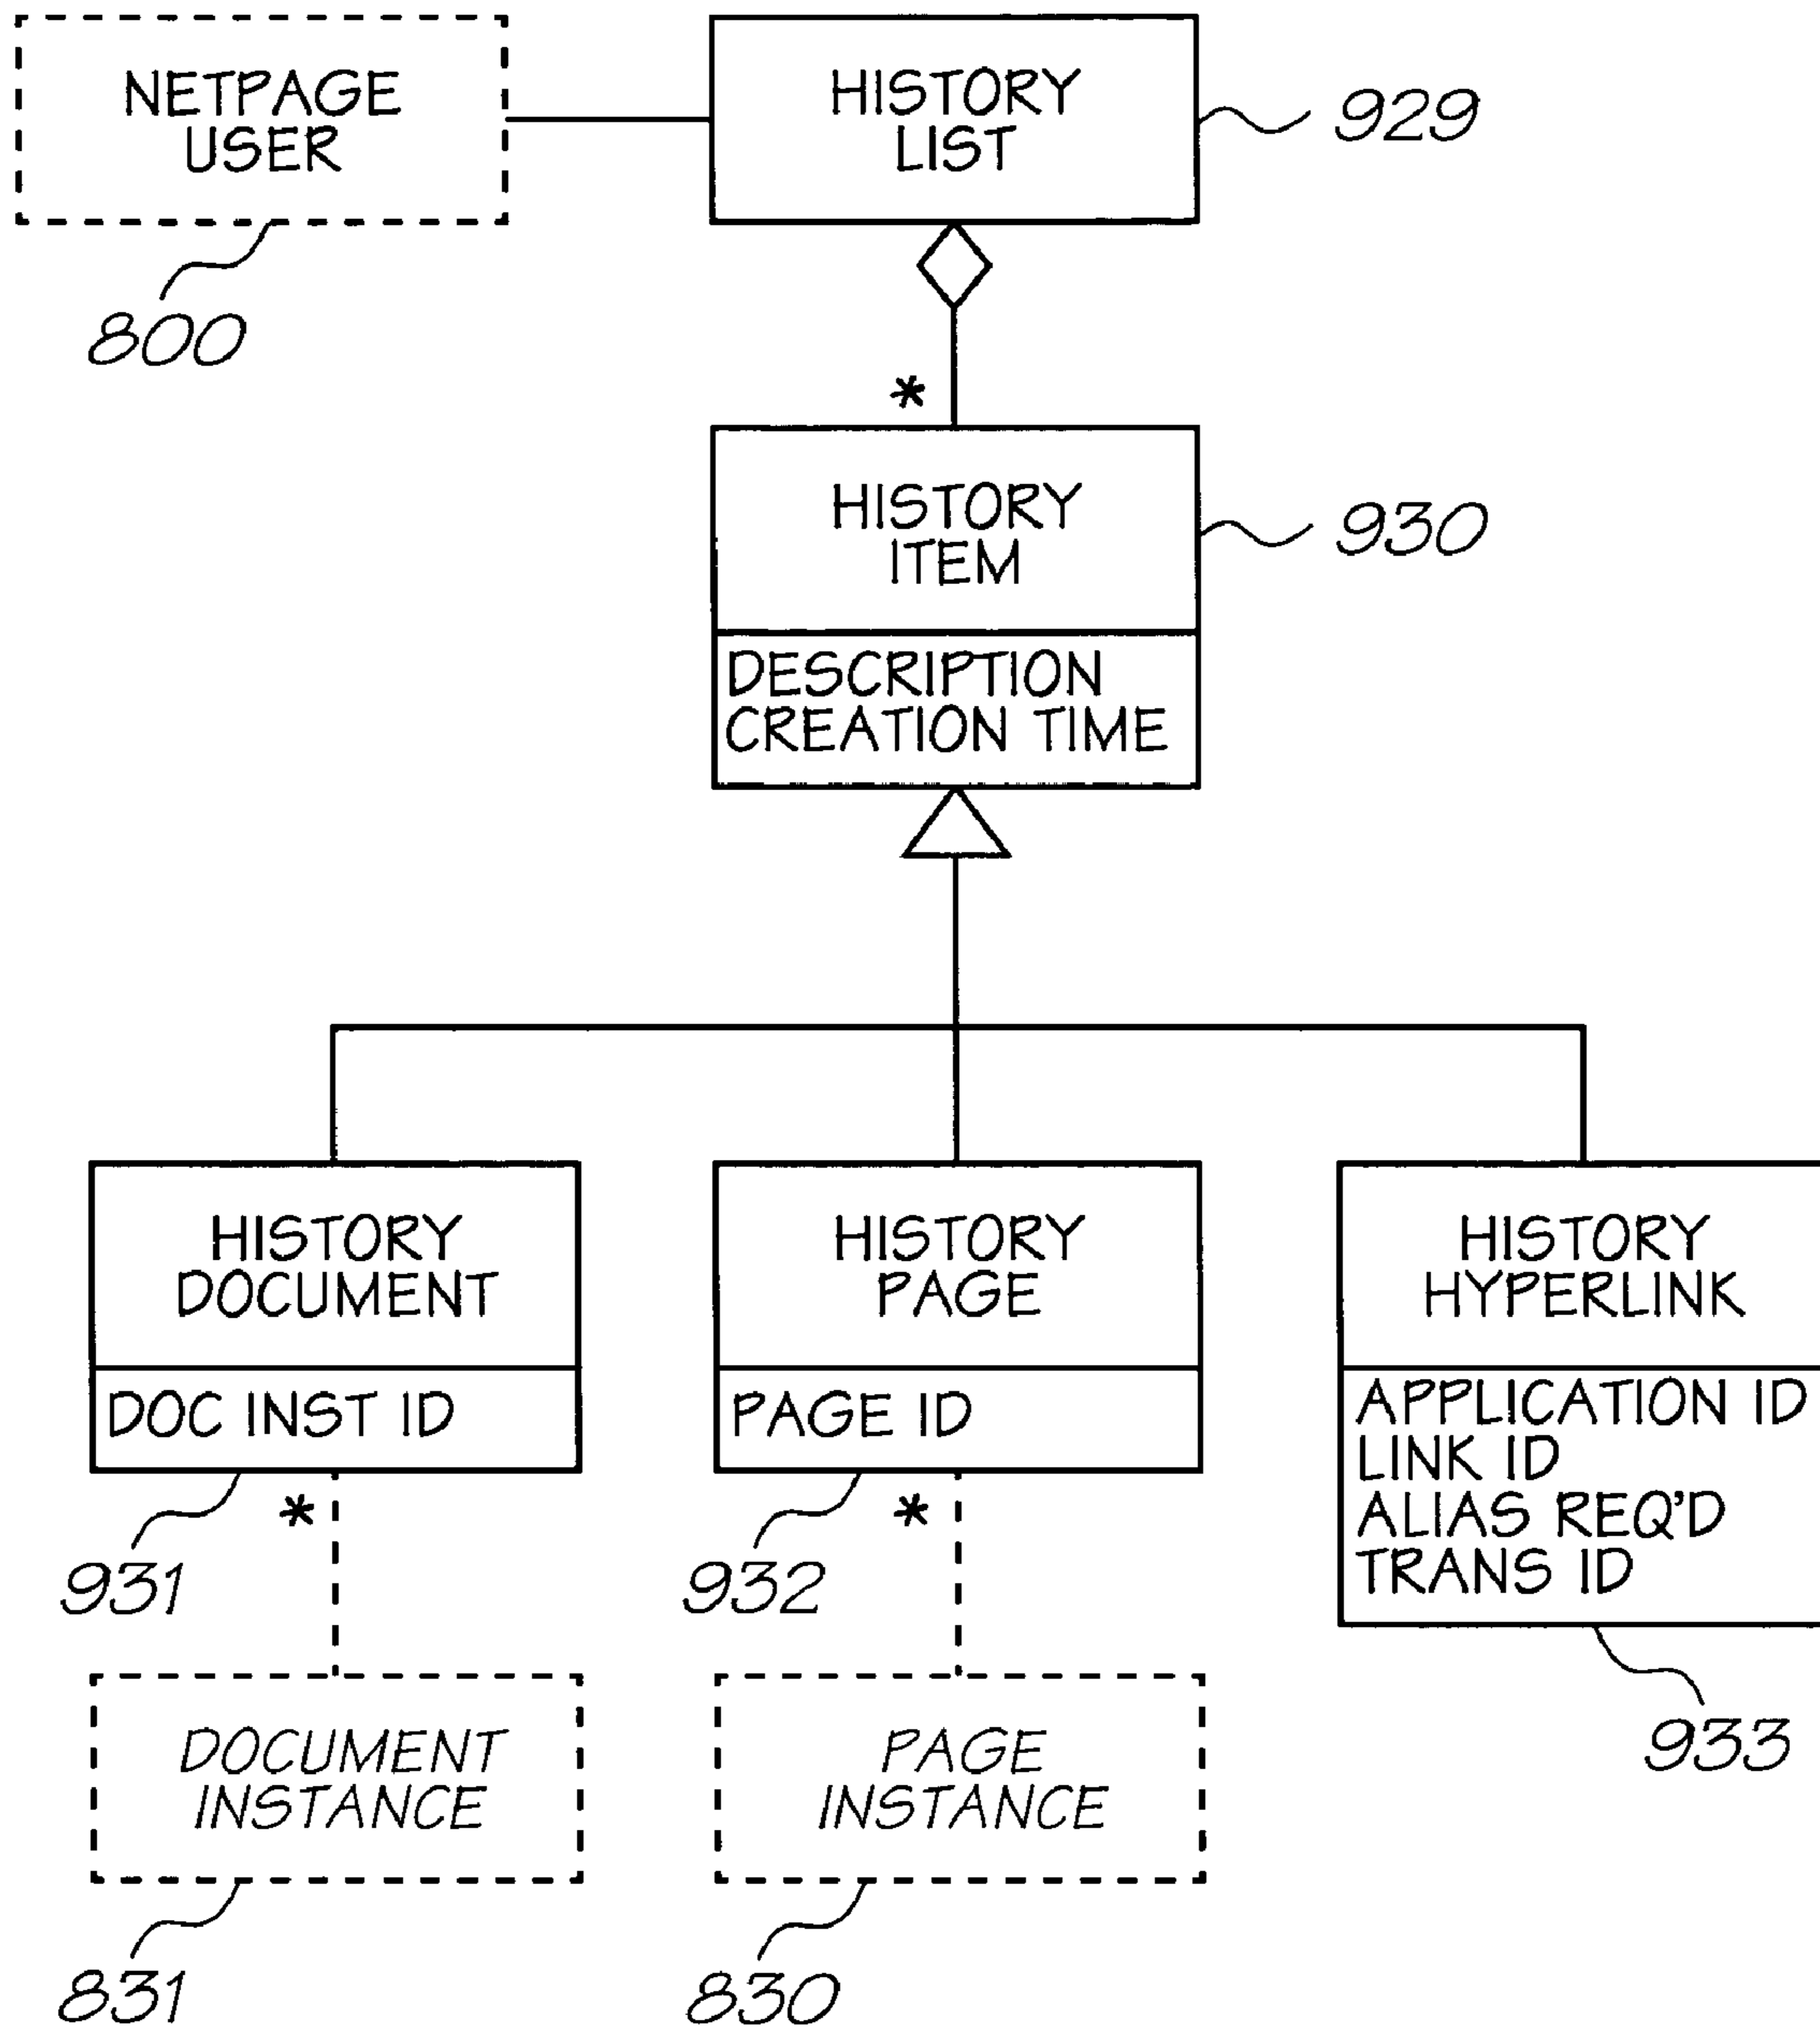 NETPAGE
USER
800
HISTORY
LIST
929
*
HISTORY
ITEM
930
DESCRIPTION
CREATION TIME
HISTORY
DOCUMENT
DOC INST ID
931
*
HISTORY
PAGE
PAGE ID
932
*
HISTORY
HYPERLINK
APPLICATION ID
LINK ID
ALIAS REQ'D
TRANS ID
933
DOCUMENT
INSTANCE
831
PAGE
INSTANCE
830